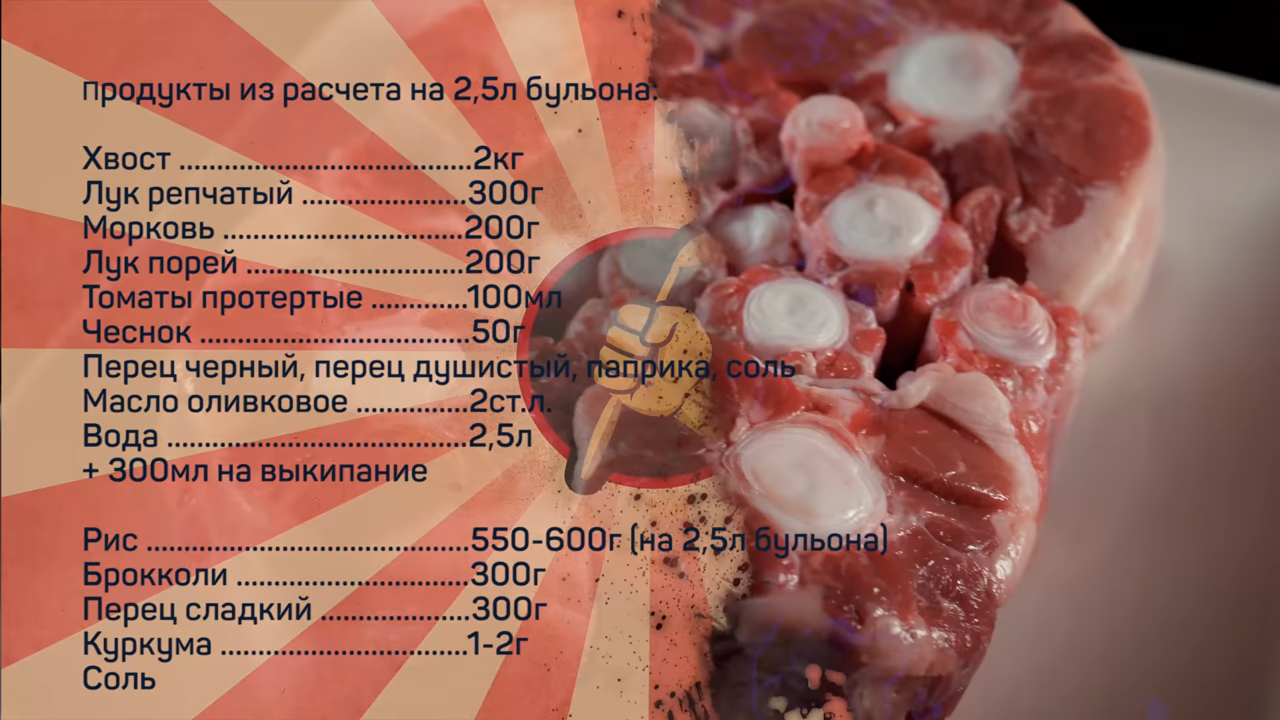 Продукты из расчета на 2,5л бульона:
Хвост ...................................2кг
Лук репчатый ......................300г
Морковь ................................200г
Лук порей .............................200г
Томаты протертые .............100мл
Чеснок ....................................50г
Перец черный, перец душистый, паприка, соль
Масло оливковое ...............2ст.л.
Вода ........................................2,5л
+ 300мл на выкипание
Рис ...........................................550-600г (на 2,5л бульона)
Брокколи ...............................300г
Перец сладкий .....................300г
Куркума .................................1-2г
Соль